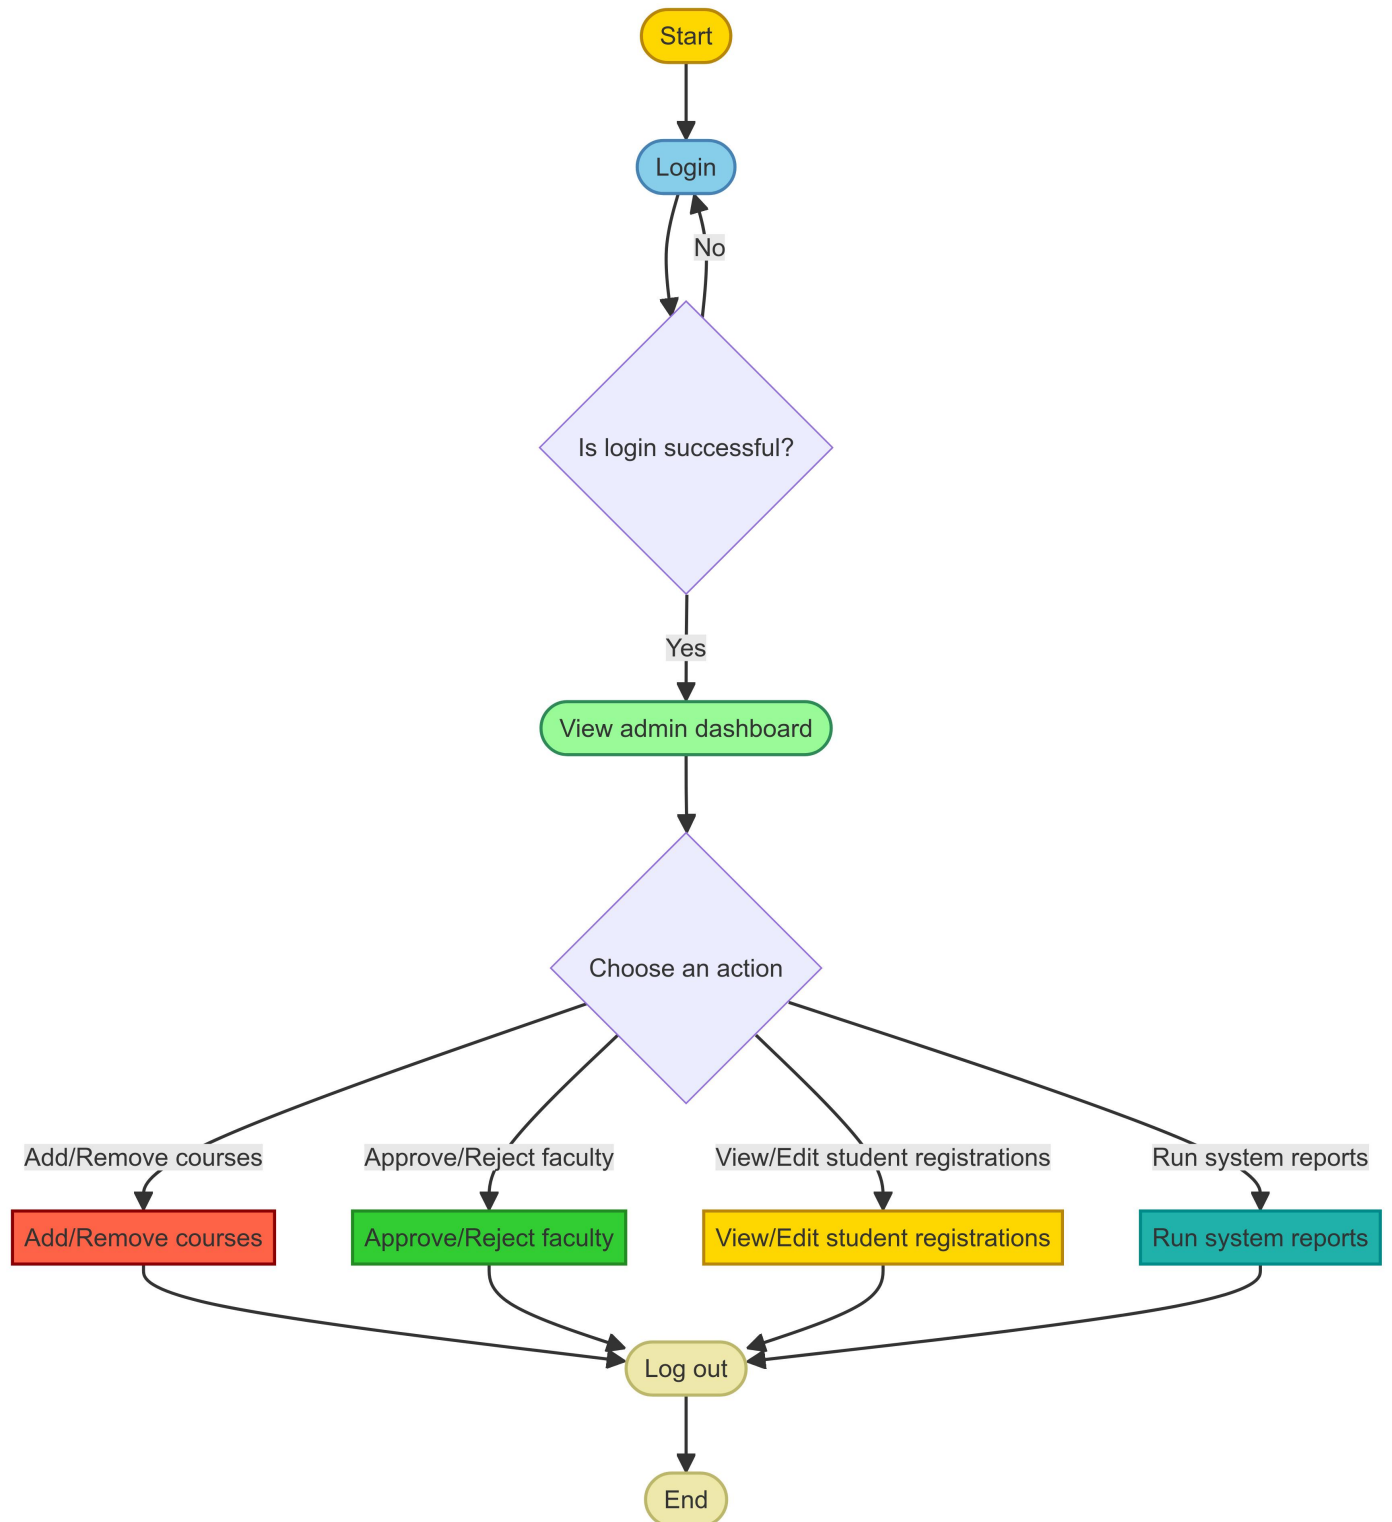 Start
Login
No
Is login successful?
Yes
View admin dashboard
Choose an action
Add/Remove courses
Approve/Reject faculty
View/Edit student registrations
Run system reports
Add/Remove courses
Approve/Reject faculty
View/Edit student registrations
Run system reports
Log out
End